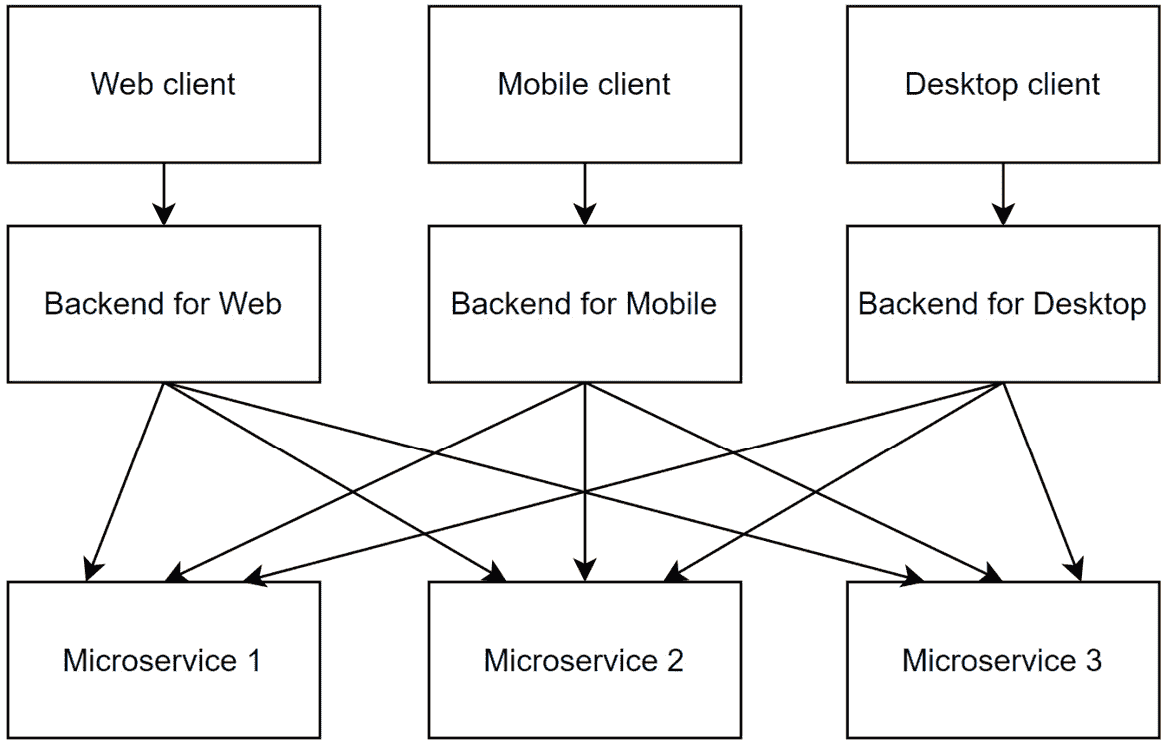 Web client
Mobile client
Desktop client
Backend for Web
Backend for Mobile
Backend for Desktop
Microservice 1
Microservice 2
Microservice 3